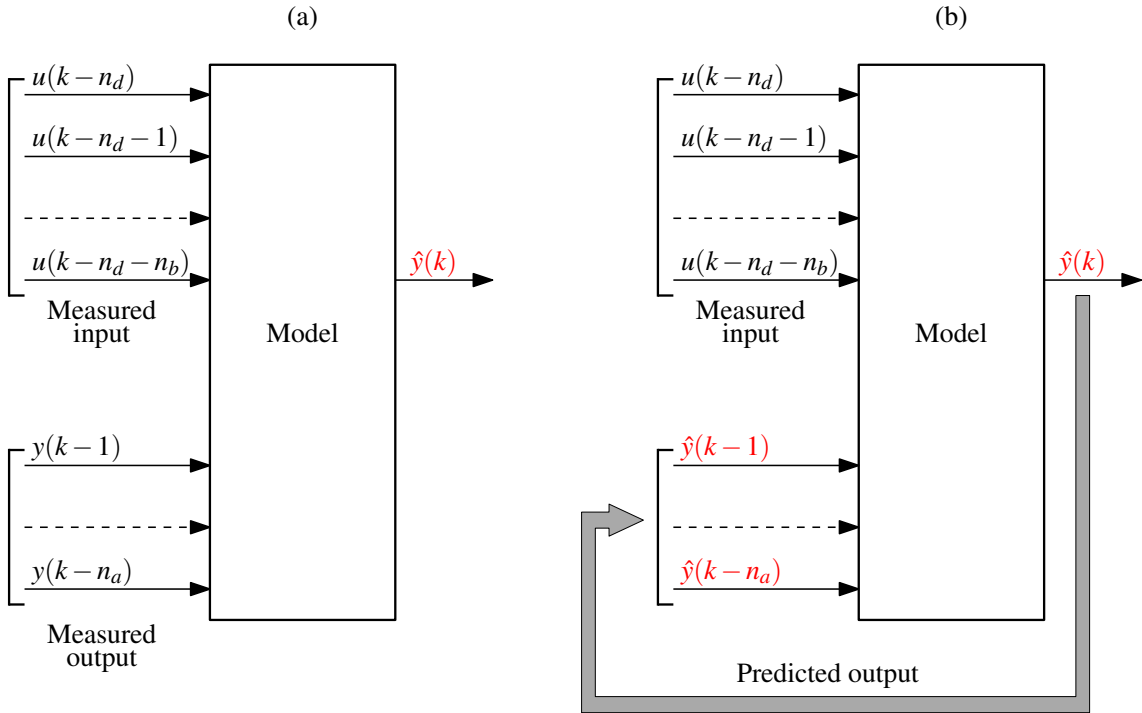 (a)
u(k − n_d)
u(k − n_d − 1)
u(k − n_d − n_b)
Measured
input
Model
ŷ(k)
y(k − 1)
y(k − n_a)
Measured
output
(b)
u(k − n_d)
u(k − n_d − 1)
u(k − n_d − n_b)
Measured
input
Model
ŷ(k)
ŷ(k − 1)
ŷ(k − n_a)
Predicted output